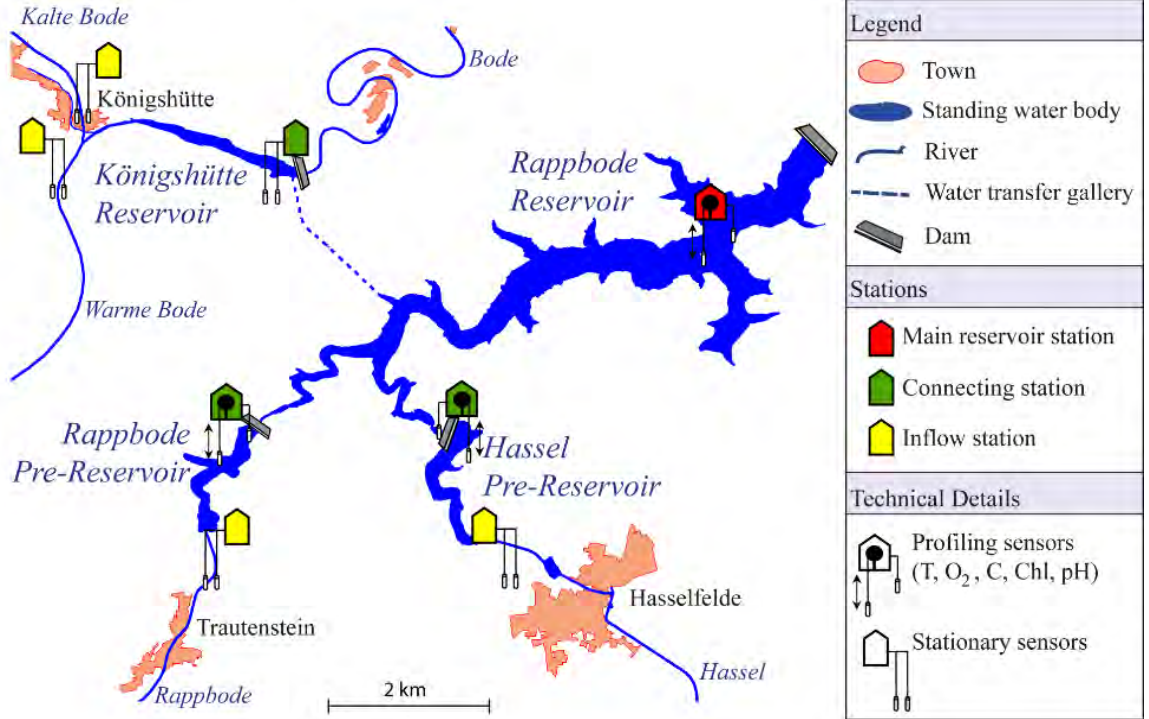 Kalte Bode
Königshütte
Bode
Königshütte
Reservoir
Rappbode
Reservoir
Warme Bode
Rappbode
Pre-Reservoir
Hassel
Pre-Reservoir
Trautenstein
Hasselfelde
Rappbode
2 km
Hassel
Legend
Town
Standing water body
River
Water transfer gallery
Dam
Stations
Main reservoir station
Connecting station
Inflow station
Technical Details
Profiling sensors
(T, O₂ , C, Chl, pH)
Stationary sensors